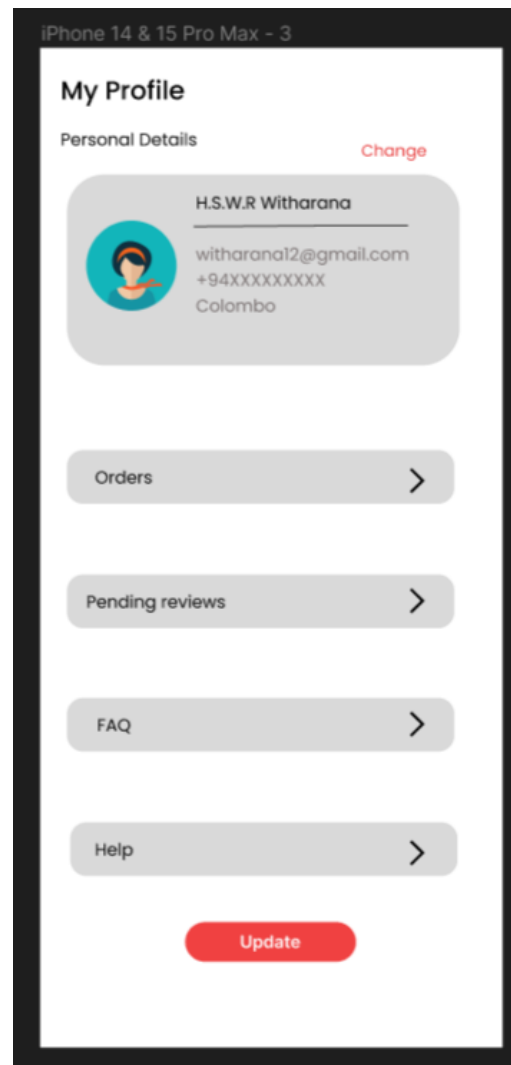 iPhone 14 & 15 Pro Max - 3
My Profile
Personal Details
Change
H.S.W.R Witharana
witharana12@gmail.com
+94XXXXXXXXX
Colombo
Orders
Pending reviews
FAQ
Help
Update